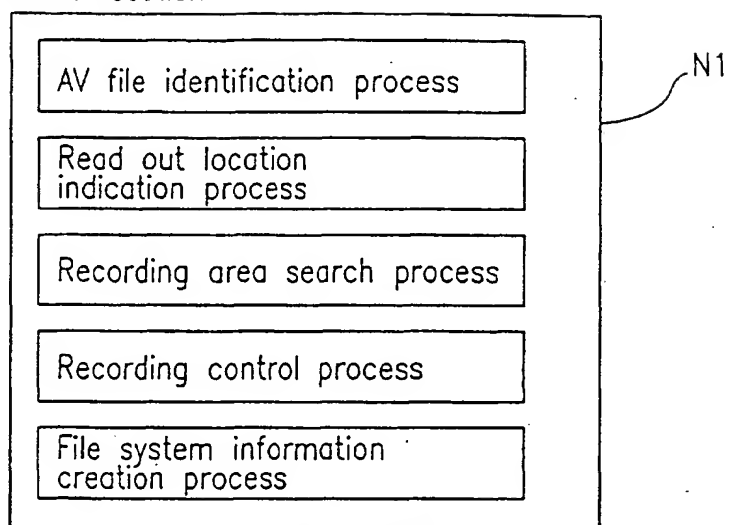 AV file identification process
N1
Read out location
indication process
Recording area search process
Recording control process
File system information
creation process